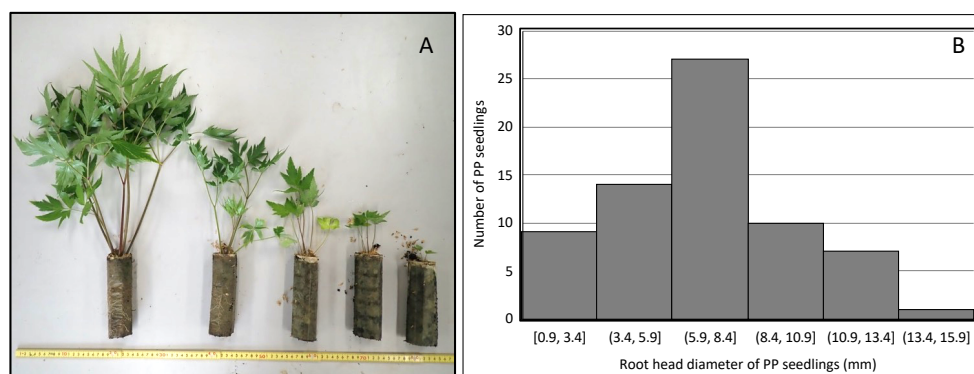 A
B
Number of PP seedlings
30
25
20
15
10
5
0
[0.9, 3.4] (3.4, 5.9] (5.9, 8.4] (8.4, 10.9] (10.9, 13.4] (13.4, 15.9]
Root head diameter of PP seedlings (mm)